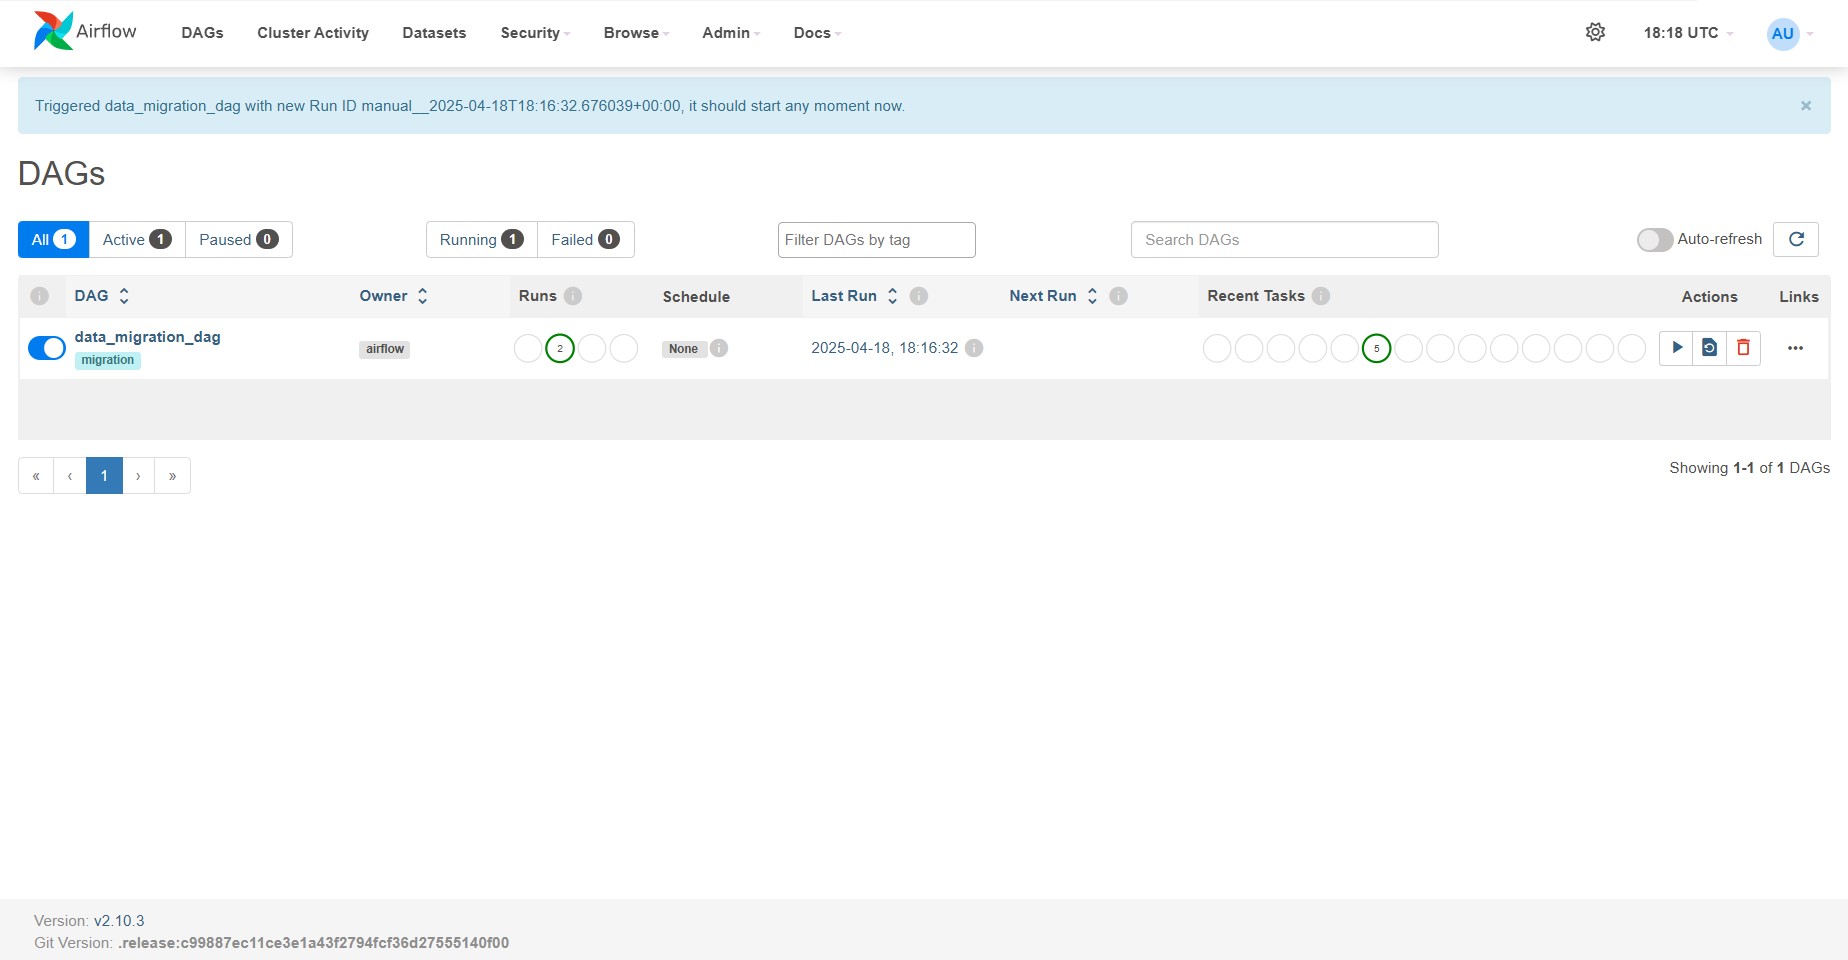 Airflow DAGs Cluster Activity Datasets Security Browse Admin Docs 18:18 UTC AU
Triggered data_migration_dag with new Run ID manual__2025-04-18T18:16:32.676039+00:00, it should start any moment now. ×
DAGs
All 1 Active 1 Paused 0 Running 1 Failed 0 Filter DAGs by tag Search DAGs Auto-refresh
i DAG Owner Runs i Schedule Last Run i Next Run i Recent Tasks i Actions Links
data_migration_dag
migration
airflow 2 None i 2025-04-18, 18:16:32 i 5 ...
« ‹ 1 › »
Showing 1-1 of 1 DAGs
Version: v2.10.3
Git Version: .release:c99887ec11ce3e1a43f2794fcf36d27555140f00